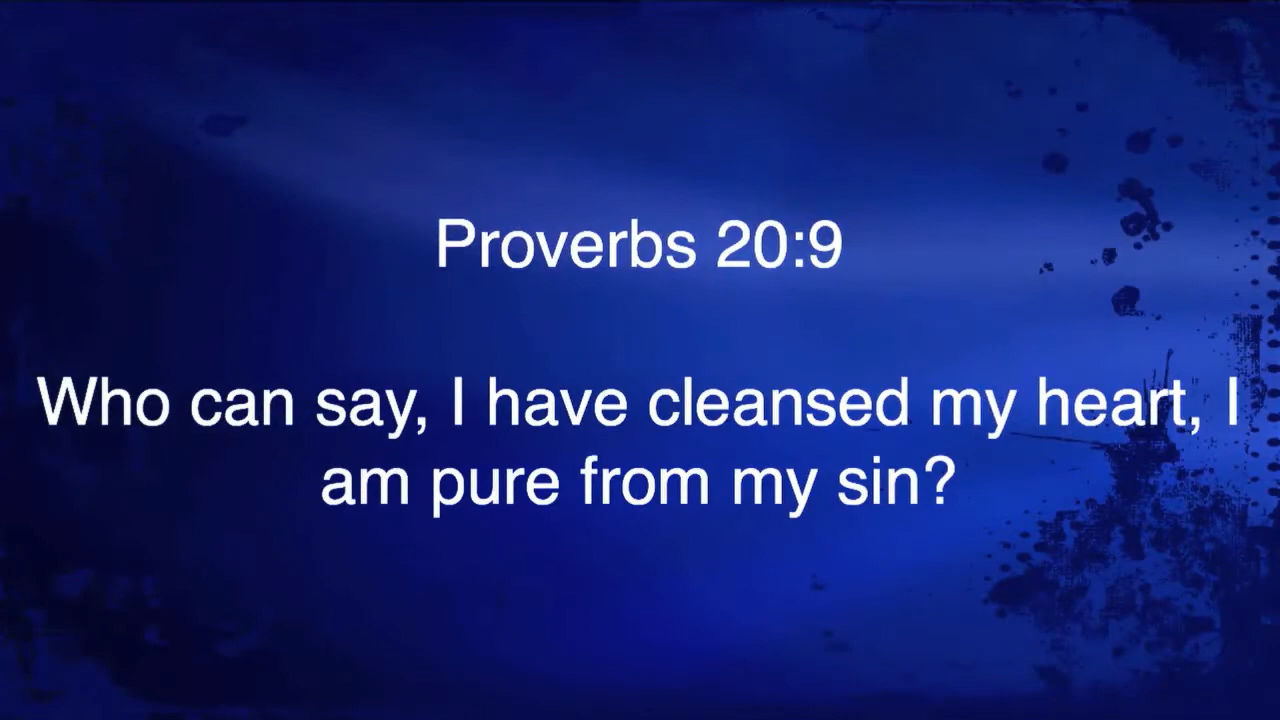 Proverbs 20:9
Who can say, I have cleansed my heart, I
am pure from my sin?